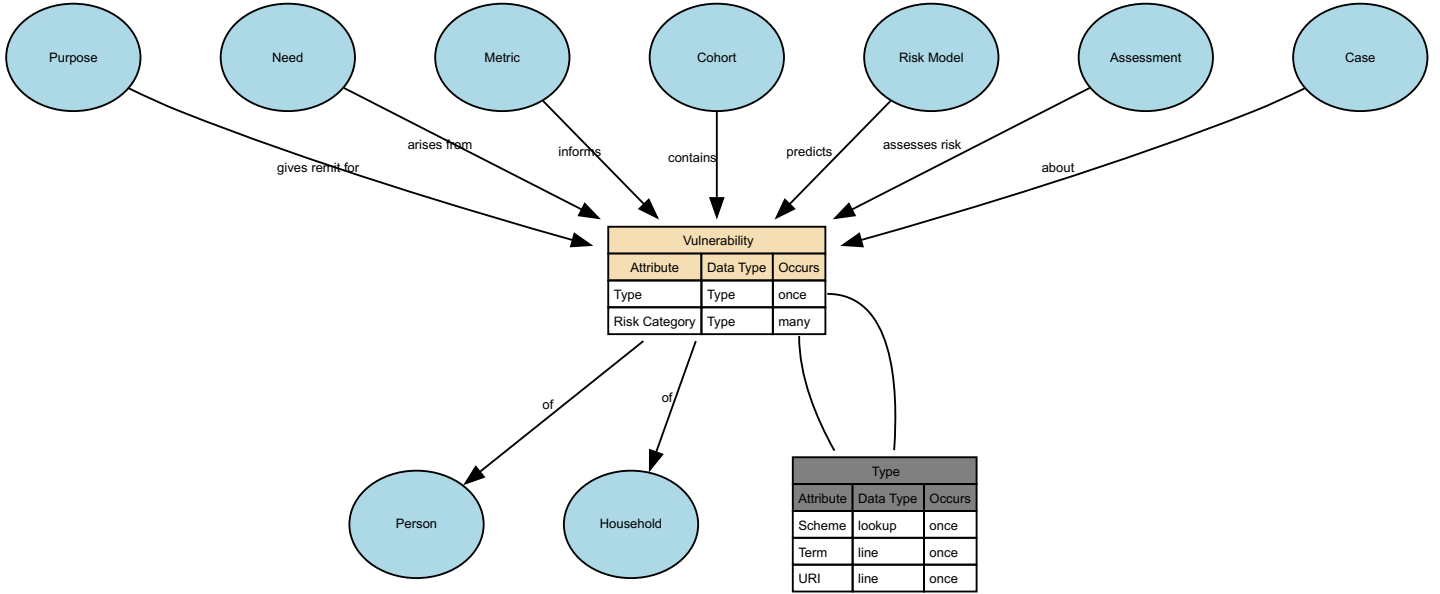 Purpose
Need
Metric
Cohort
Risk Model
Assessment
Case
arises from
informs
contains
predicts
assesses risk
gives remit for
about
Vulnerability
Attribute Data Type Occurs
Type Type once
Risk Category Type many
of
of
Person
Household
Type
Attribute Data Type Occurs
Scheme lookup once
Term line once
URI line once